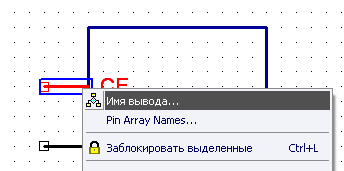 CE
Имя вывода...
Pin Array Names...
Заблокировать выделенные Ctrl+L